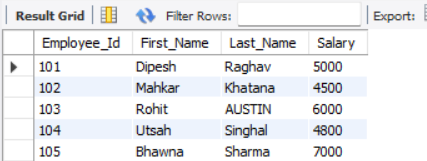 Result Grid Filter Rows: Export:
Employee_Id First_Name Last_Name Salary
101 Dipesh Raghav 5000
102 Mahkar Khatana 4500
103 Rohit AUSTIN 6000
104 Utsah Singhal 4800
105 Bhawna Sharma 7000